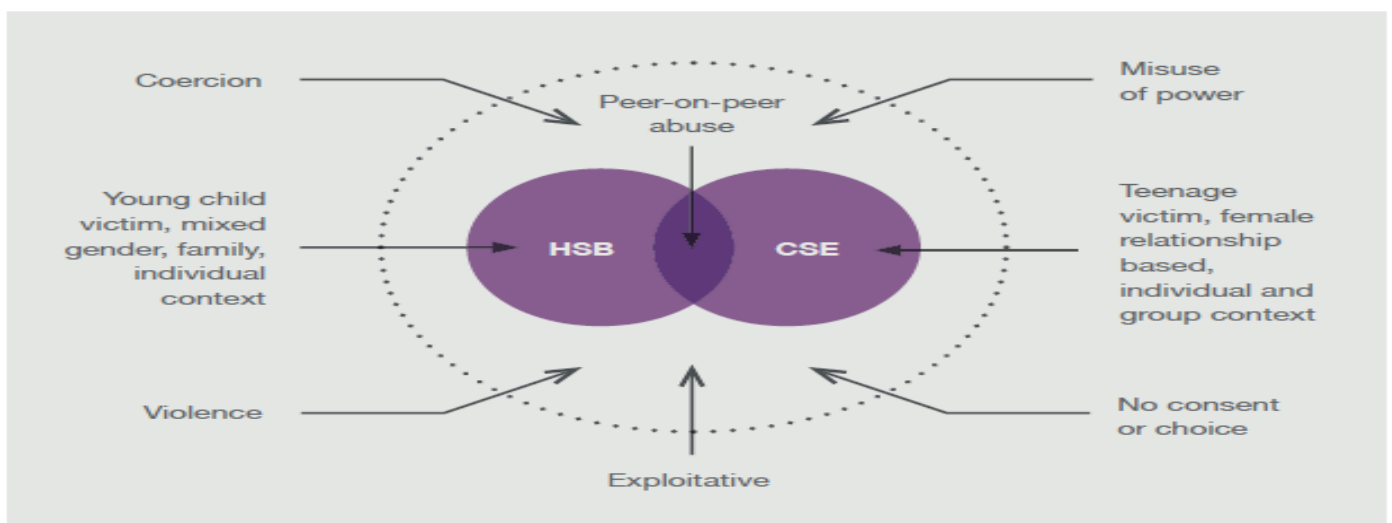 Coercion
Misuse
of power
Peer-on-peer
abuse
Young child
victim, mixed
gender, family,
individual
context
HSB
CSE
Teenage
victim, female
relationship
based,
individual and
group context
Violence
No consent
or choice
Exploitative